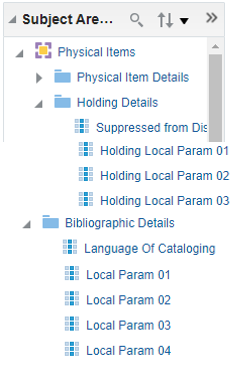 Subject Are...
Physical Items
Physical Item Details
Holding Details
Suppressed from Dis
Holding Local Param 01
Holding Local Param 02
Holding Local Param 03
Bibliographic Details
Language Of Cataloging
Local Param 01
Local Param 02
Local Param 03
Local Param 04